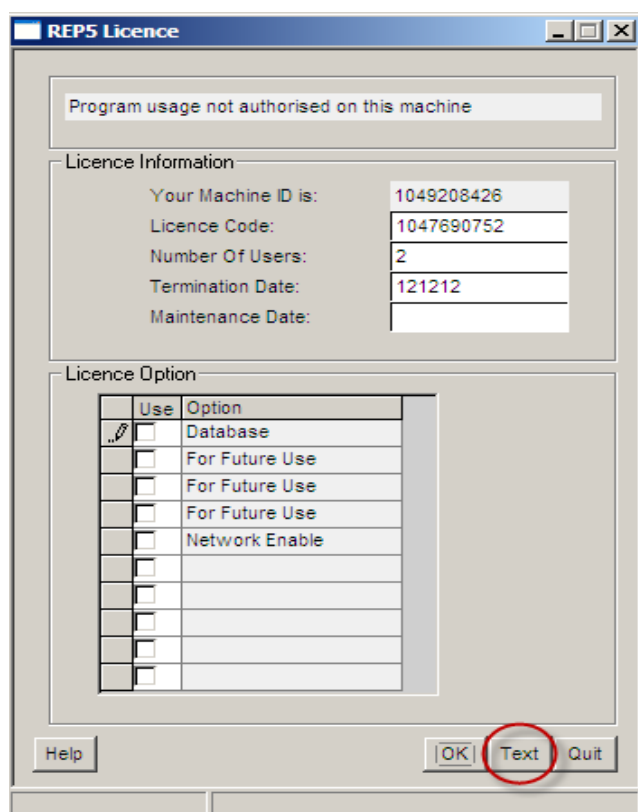 REP5 Licence
Program usage not authorised on this machine
Licence Information
Your Machine ID is: 1049208426
Licence Code: 1047690752
Number Of Users: 2
Termination Date: 121212
Maintenance Date:
Licence Option
Use Option
Database
For Future Use
For Future Use
For Future Use
Network Enable
Help |OK| Text Quit